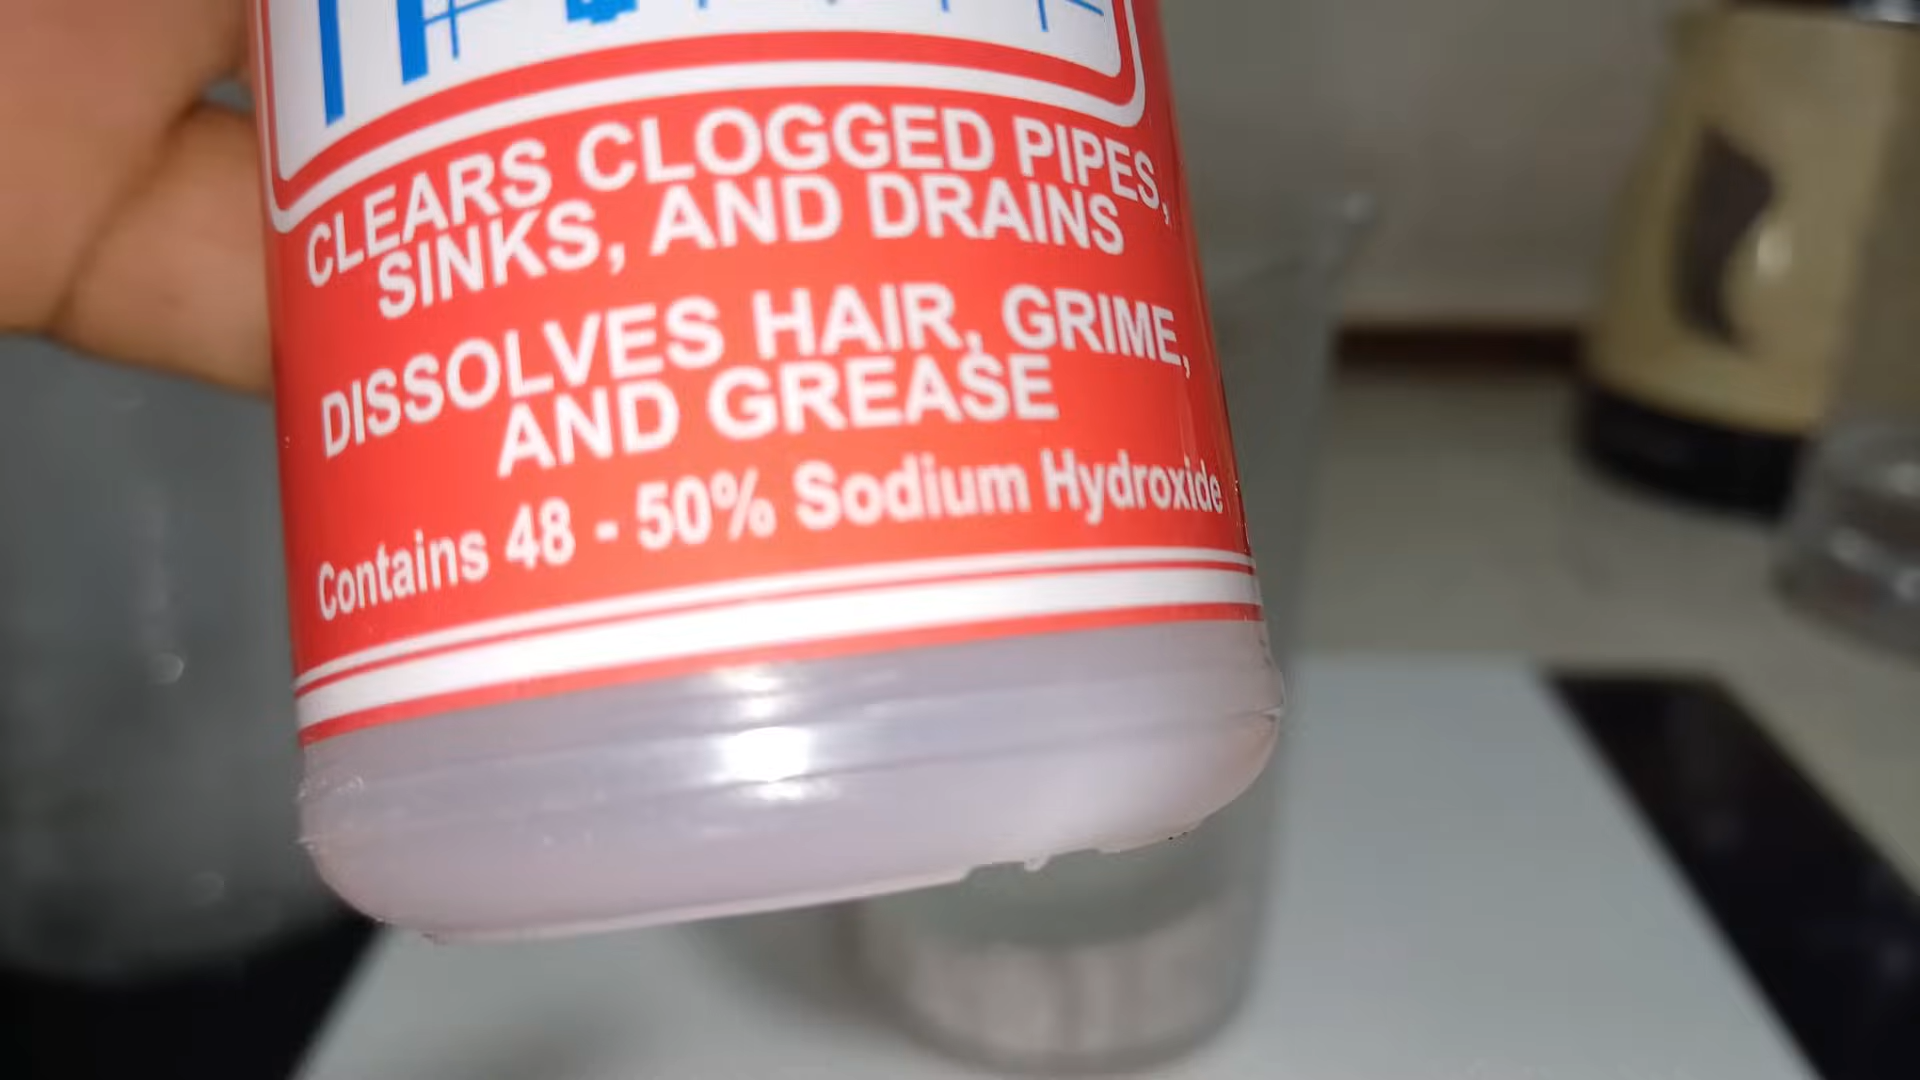 CLEARS CLOGGED PIPES,
SINKS, AND DRAINS
DISSOLVES HAIR, GRIME,
AND GREASE
Contains 48 - 50% Sodium Hydroxide